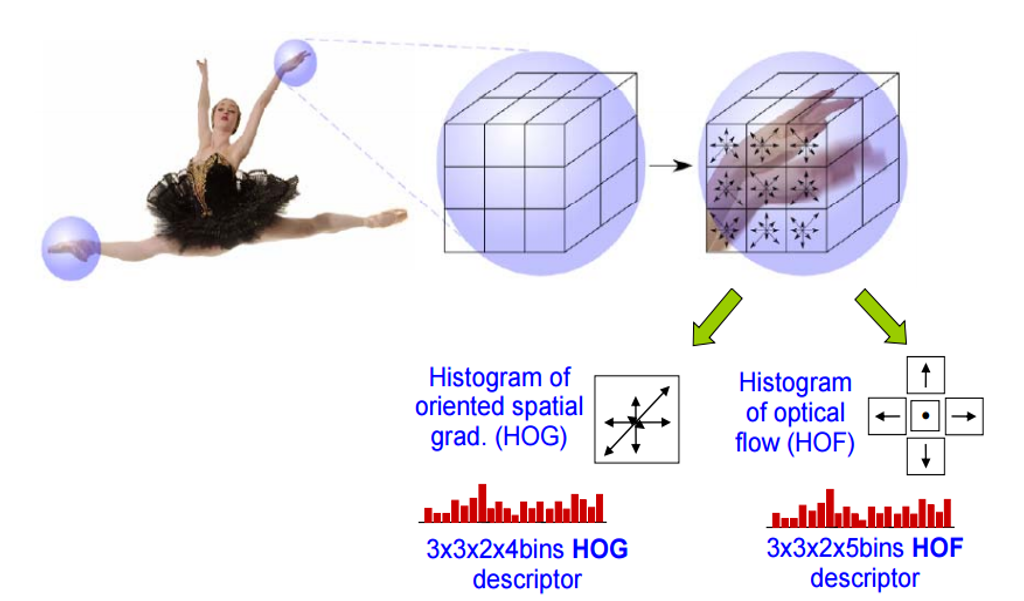 Histogram of
oriented spatial
grad. (HOG)
Histogram
of optical
flow (HOF)
3x3x2x4bins HOG
descriptor
3x3x2x5bins HOF
descriptor